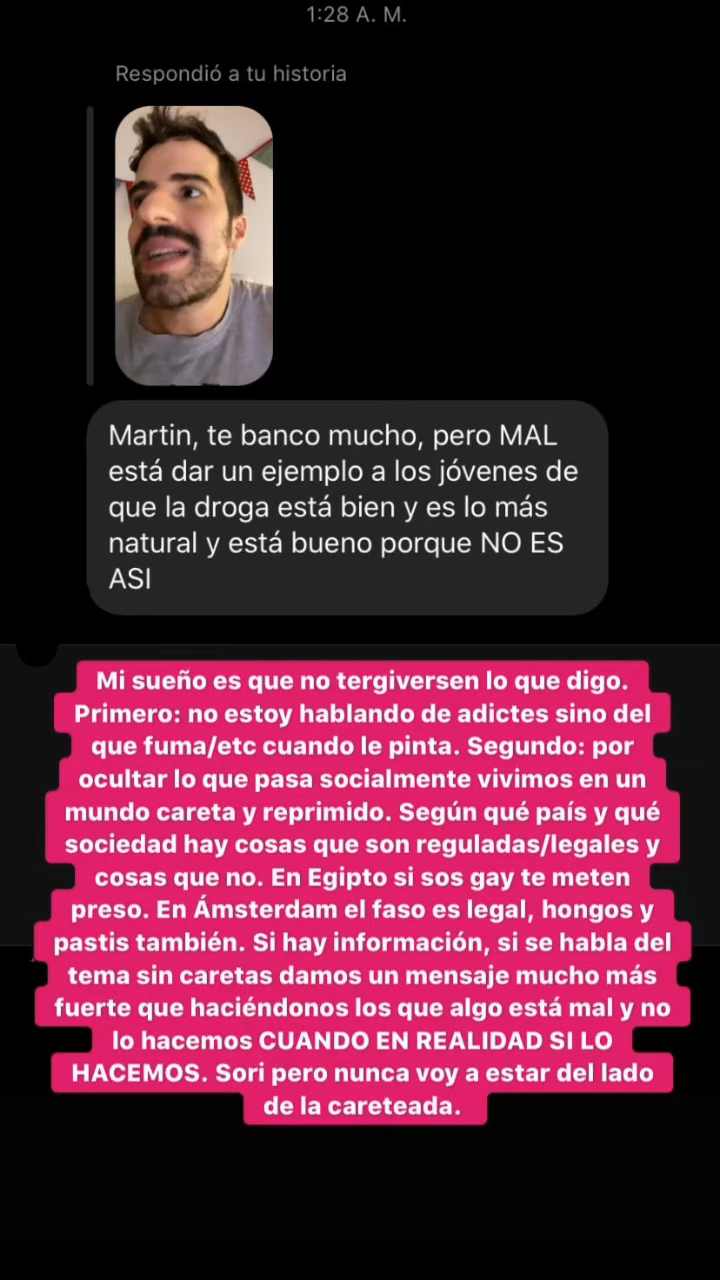 1:28 A. M.
Respondió a tu historia
Martin, te banco mucho, pero MAL
está dar un ejemplo a los jóvenes de
que la droga está bien y es lo más
natural y está bueno porque NO ES
ASI
Mi sueño es que no tergiversen lo que digo.
Primero: no estoy hablando de adictes sino del
que fuma/etc cuando le pinta. Segundo: por
ocultar lo que pasa socialmente vivimos en un
mundo careta y reprimido. Según qué país y qué
sociedad hay cosas que son reguladas/legales y
cosas que no. En Egipto si sos gay te meten
preso. En Ámsterdam el faso es legal, hongos y
pastis también. Si hay información, si se habla del
tema sin caretas damos un mensaje mucho más
fuerte que haciéndonos los que algo está mal y no
lo hacemos CUANDO EN REALIDAD SI LO
HACEMOS. Sori pero nunca voy a estar del lado
de la careteada.